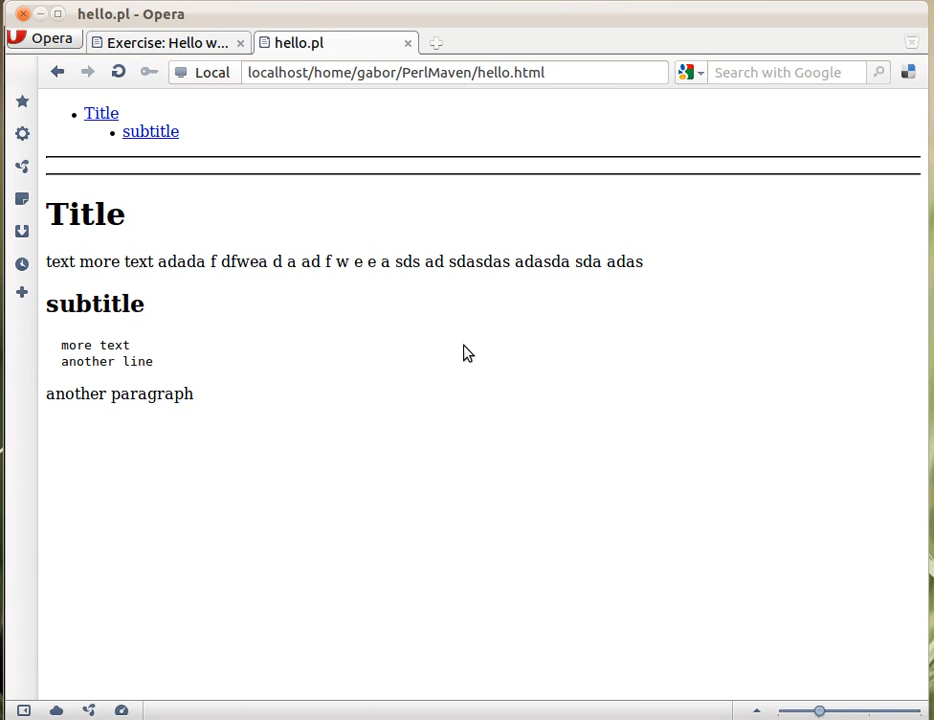 hello.pl - Opera
Opera
Exercise: Hello w...
hello.pl
Local
localhost/home/gabor/PerlMaven/hello.html
Search with Google
Title
subtitle
Title
text more text adada f dfwea d a ad f w e e a sds ad sdasdas adasda sda adas
subtitle
more text
another line
another paragraph